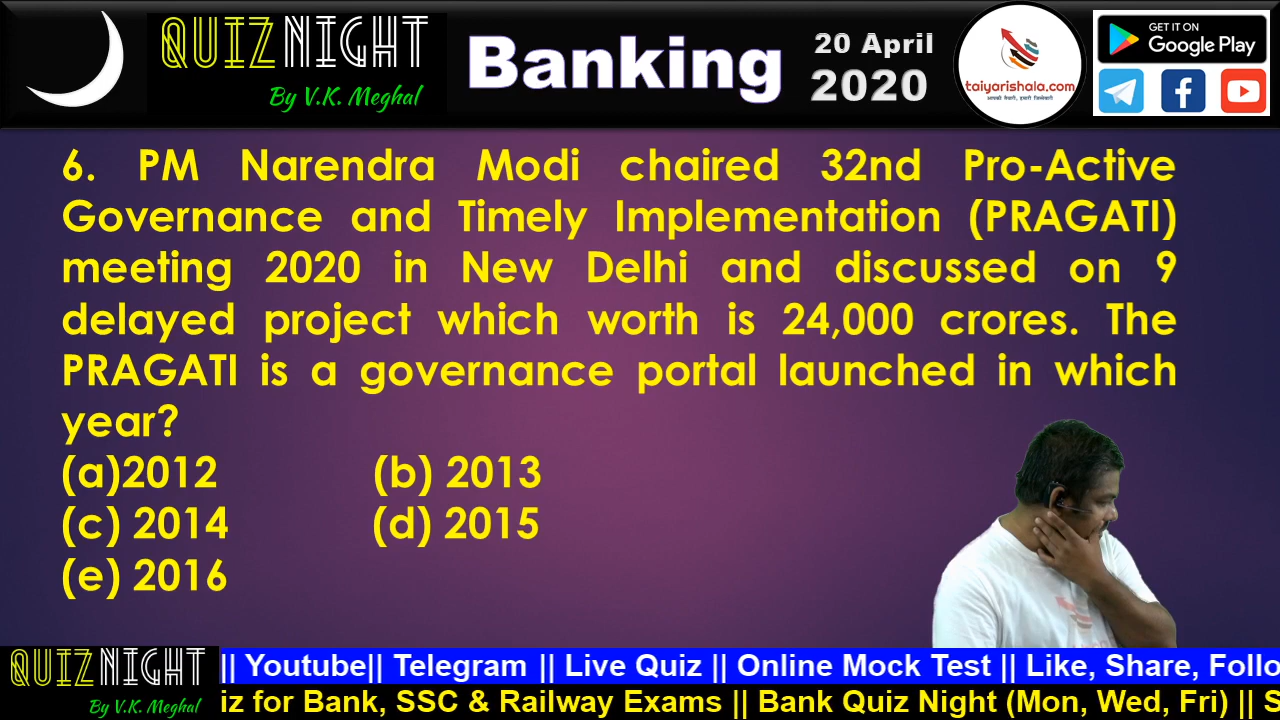 QUIZ NIGHT
By V.K. Meghal
Banking
20 April
2020
taiyarishala.com
आपकी तैयारी, हमारी जिम्मेदारी
GET IT ON
Google Play
6. PM Narendra Modi chaired 32nd Pro-Active
Governance and Timely Implementation (PRAGATI)
meeting 2020 in New Delhi and discussed on 9
delayed project which worth is 24,000 crores. The
PRAGATI is a governance portal launched in which
year?
(a)2012 (b) 2013
(c) 2014 (d) 2015
(e) 2016
QUIZ NIGHT
By V.K. Meghal
|| Youtube|| Telegram || Live Quiz || Online Mock Test || Like, Share, Follo
iz for Bank, SSC & Railway Exams || Bank Quiz Night (Mon, Wed, Fri) || S